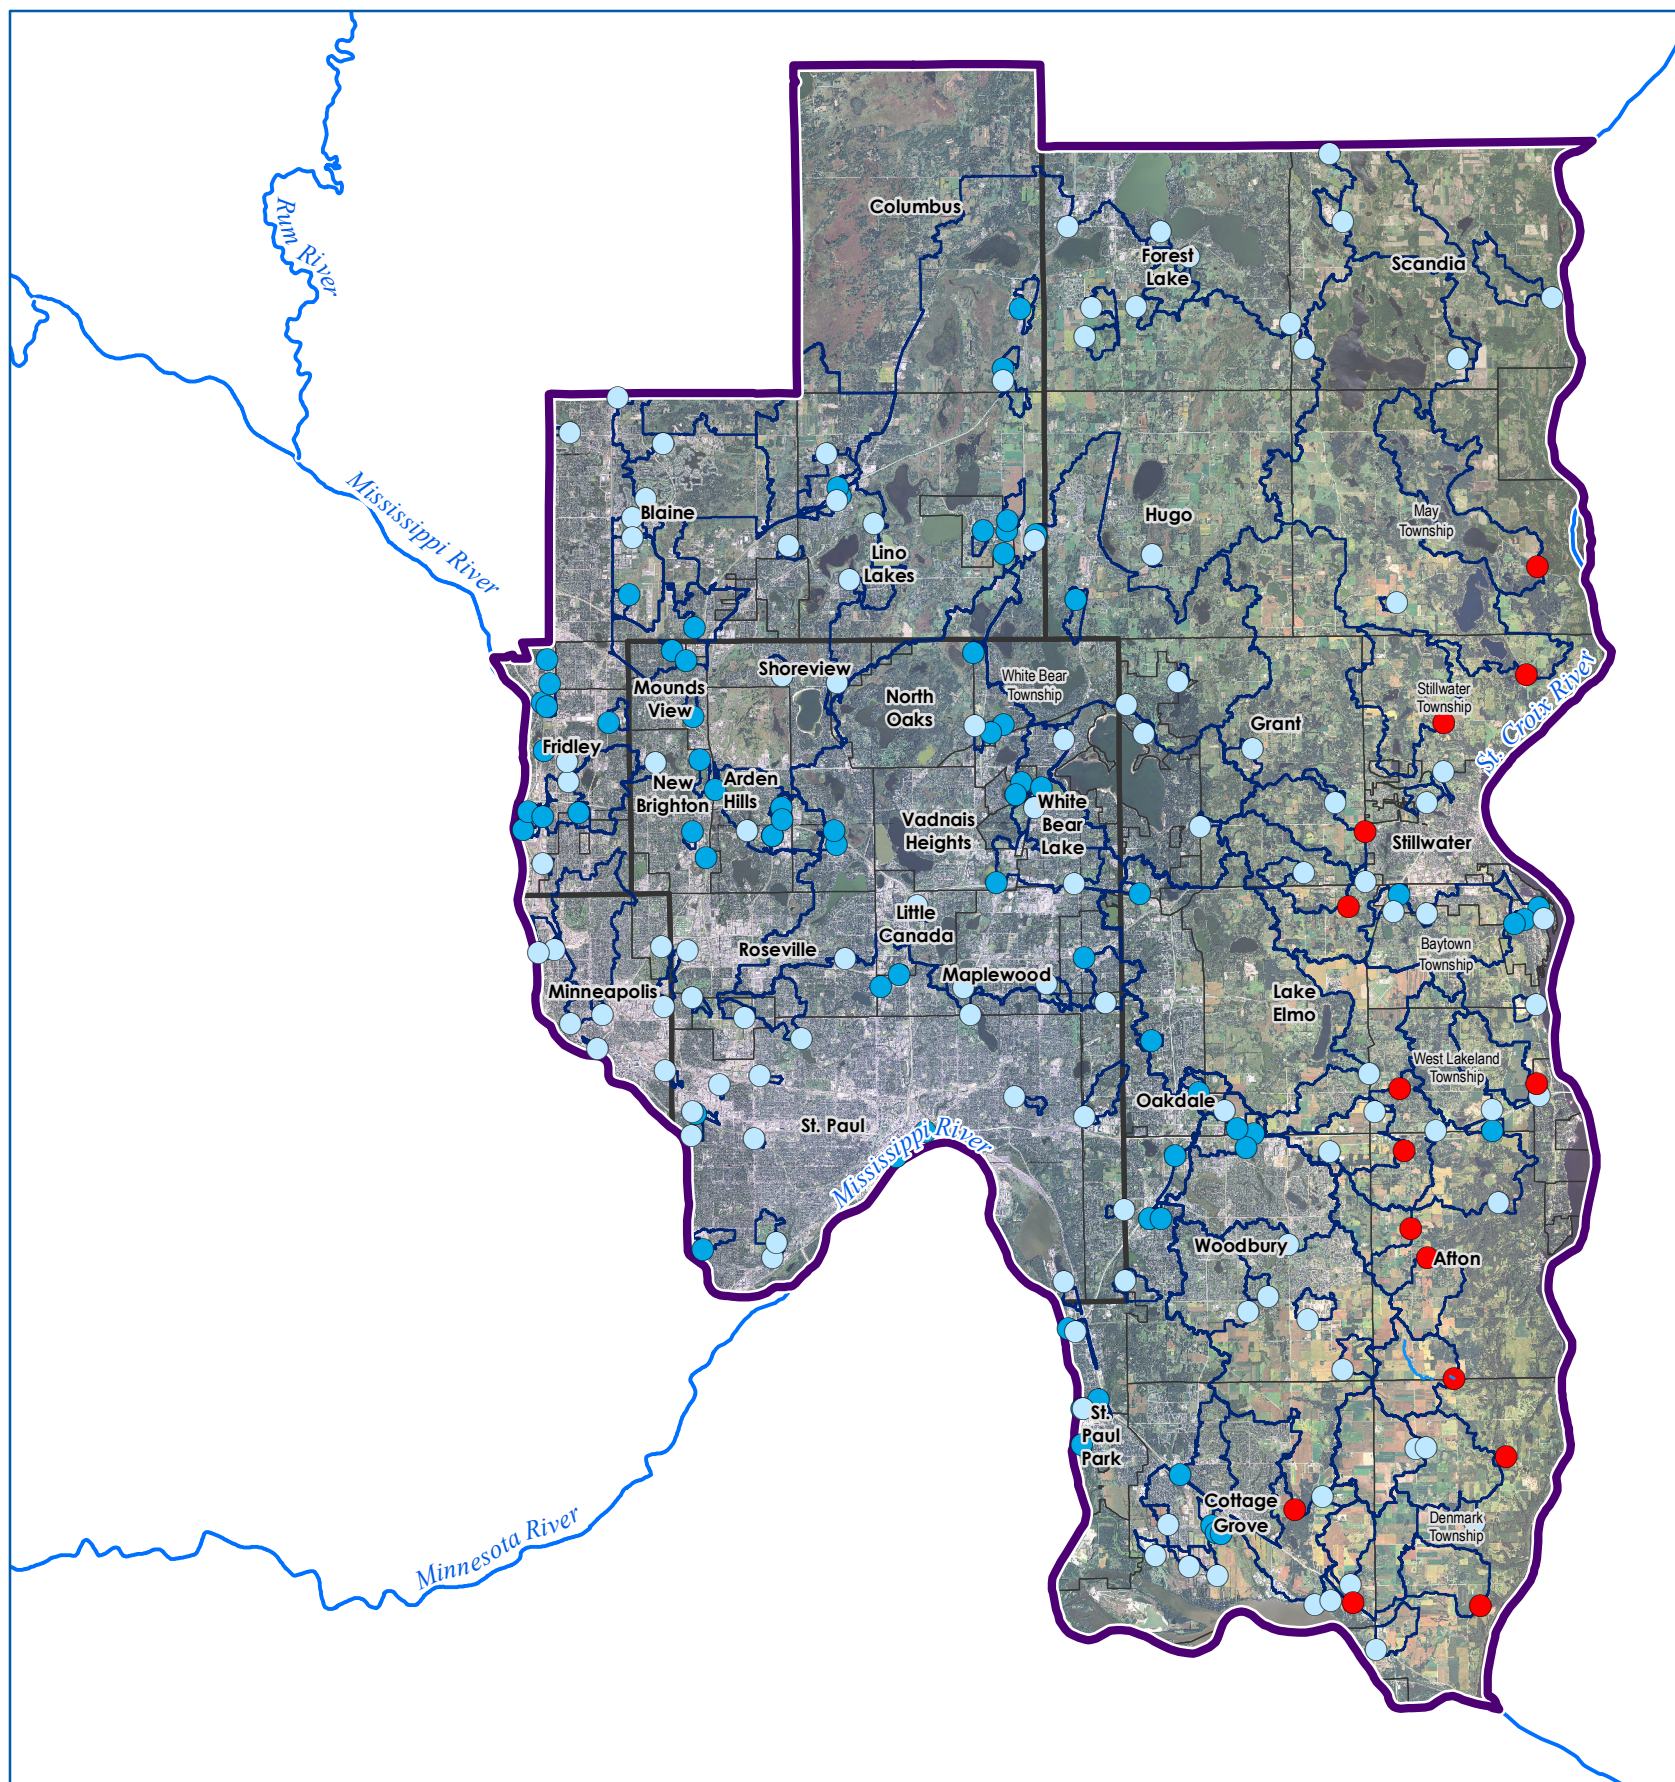 Columbus
Rum River
Forest
Lake
Scandia
Mississippi River
Blaine
Hugo
May
Township
Lino
Lakes
Shoreview
White Bear
Township
Mounds
View
North
Oaks
Stillwater
Township
St. Croix River
Grant
Fridley
New
Brighton
Arden
Hills
White
Bear
Lake
Vadnais
Heights
Stillwater
Little
Canada
Roseville
Maplewood
Baytown
Township
Minneapolis
Lake
Elmo
West Lakeland
Township
Oakdale
St. Paul
Mississippi River
Woodbury
Afton
St.
Paul
Park
Cottage
Grove
Denmark
Township
Minnesota River